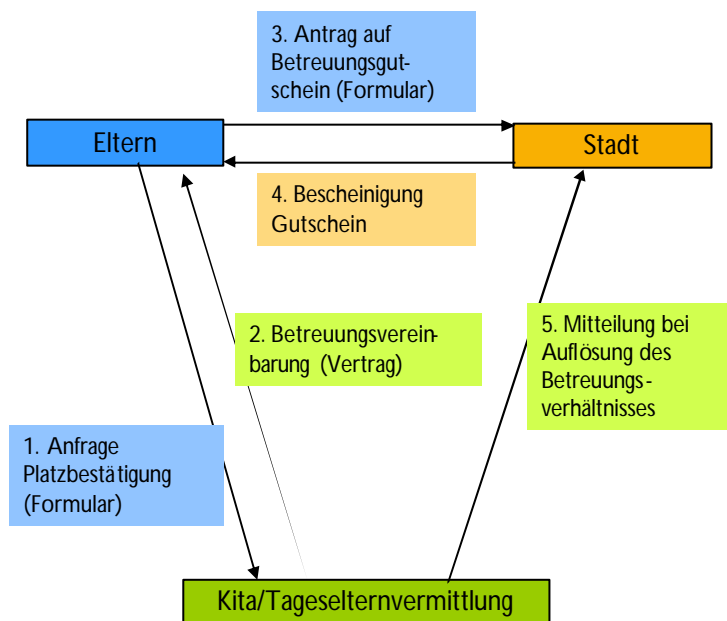 3. Antrag auf
Betreuungsgut-
schein (Formular)
Eltern
Stadt
4. Bescheinigung
Gutschein
2. Betreuungsverein-
barung (Vertrag)
5. Mitteilung bei
Auflösung des
Betreuungs-
verhältnisses
1. Anfrage
Platzbestätigung
(Formular)
Kita/Tageselternvermittlung